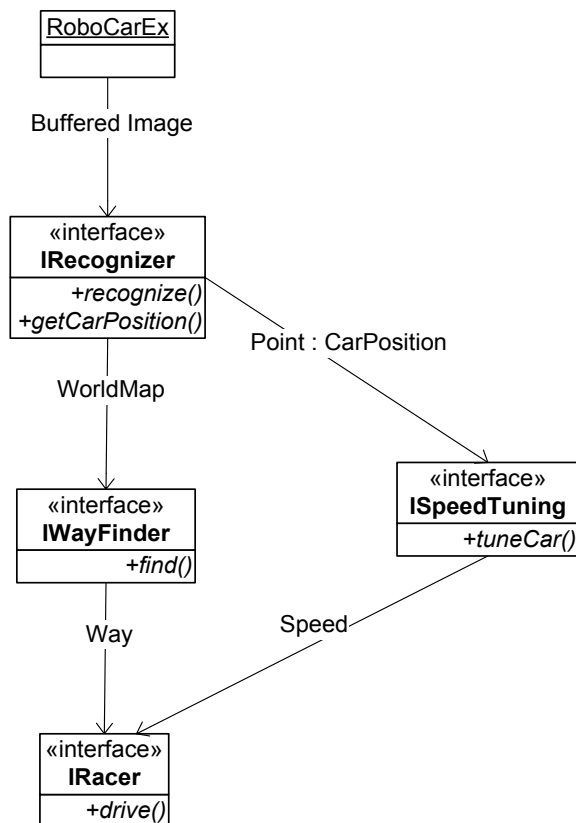 RoboCarEx
Buffered Image
«interface»
IRecognizer
+recognize()
+getCarPosition()
Point : CarPosition
WorldMap
«interface»
IWayFinder
+find()
«interface»
ISpeedTuning
+tuneCar()
Way
Speed
«interface»
IRacer
+drive()